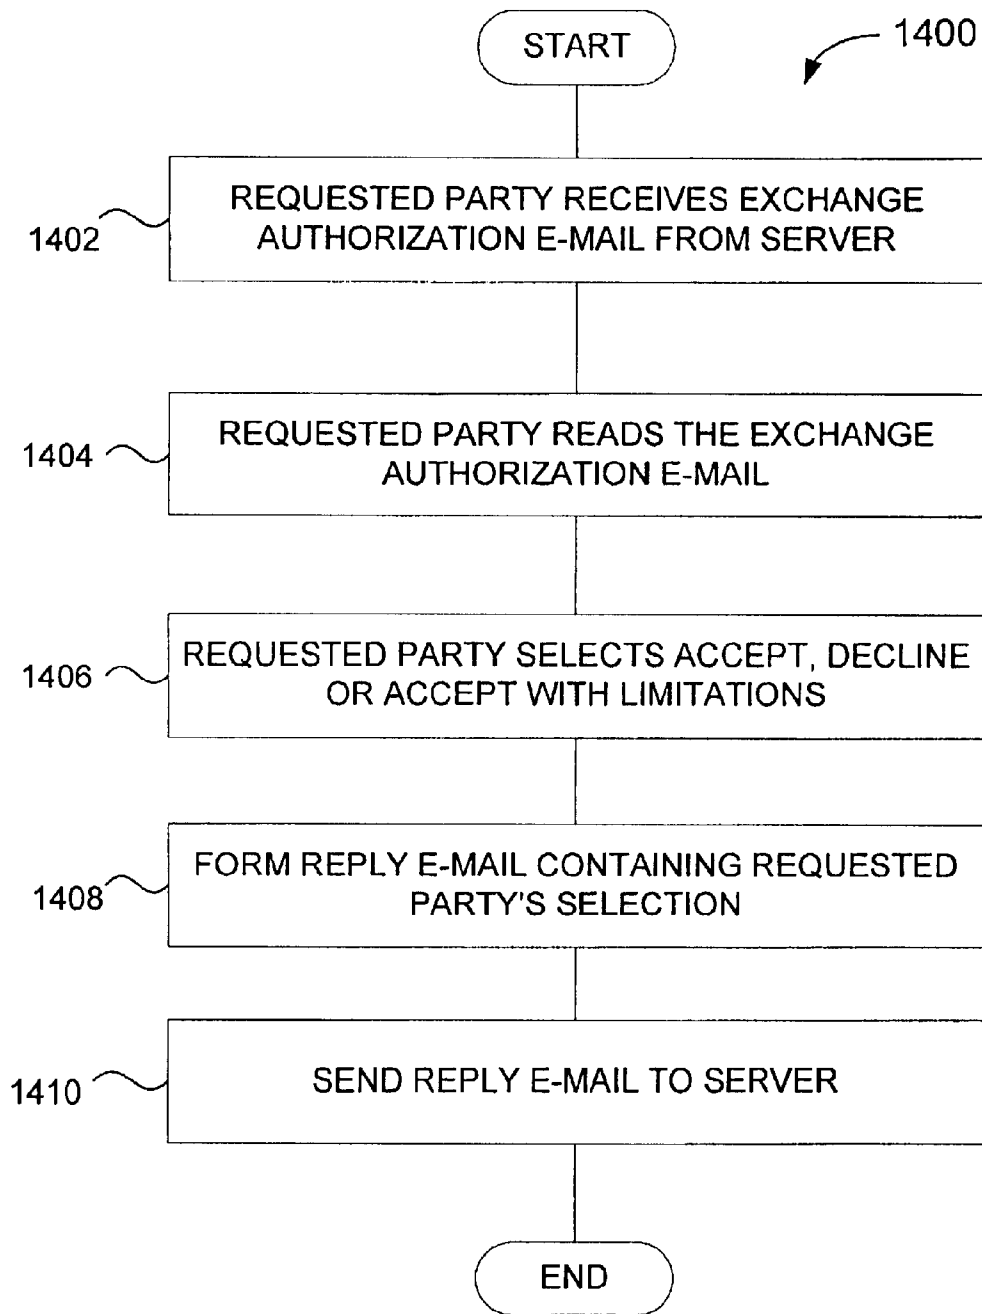 START
1400
REQUESTED PARTY RECEIVES EXCHANGE
AUTHORIZATION E-MAIL FROM SERVER
1402
REQUESTED PARTY READS THE EXCHANGE
AUTHORIZATION E-MAIL
1404
REQUESTED PARTY SELECTS ACCEPT, DECLINE
OR ACCEPT WITH LIMITATIONS
1406
FORM REPLY E-MAIL CONTAINING REQUESTED
PARTY'S SELECTION
1408
SEND REPLY E-MAIL TO SERVER
1410
END